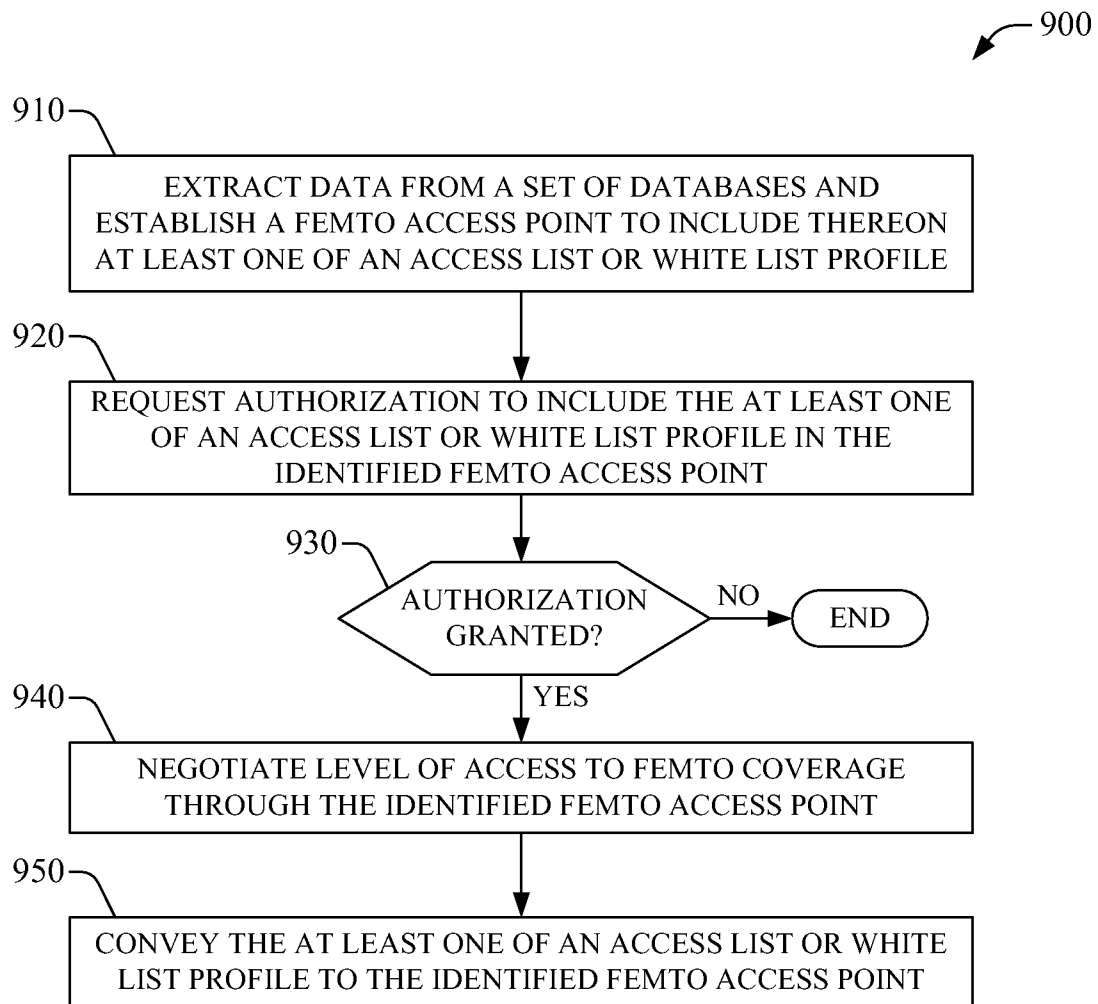 900
910
EXTRACT DATA FROM A SET OF DATABASES AND
ESTABLISH A FEMTO ACCESS POINT TO INCLUDE THEREON
AT LEAST ONE OF AN ACCESS LIST OR WHITE LIST PROFILE
920
REQUEST AUTHORIZATION TO INCLUDE THE AT LEAST ONE
OF AN ACCESS LIST OR WHITE LIST PROFILE IN THE
IDENTIFIED FEMTO ACCESS POINT
930
AUTHORIZATION
GRANTED?
NO
END
YES
940
NEGOTIATE LEVEL OF ACCESS TO FEMTO COVERAGE
THROUGH THE IDENTIFIED FEMTO ACCESS POINT
950
CONVEY THE AT LEAST ONE OF AN ACCESS LIST OR WHITE
LIST PROFILE TO THE IDENTIFIED FEMTO ACCESS POINT